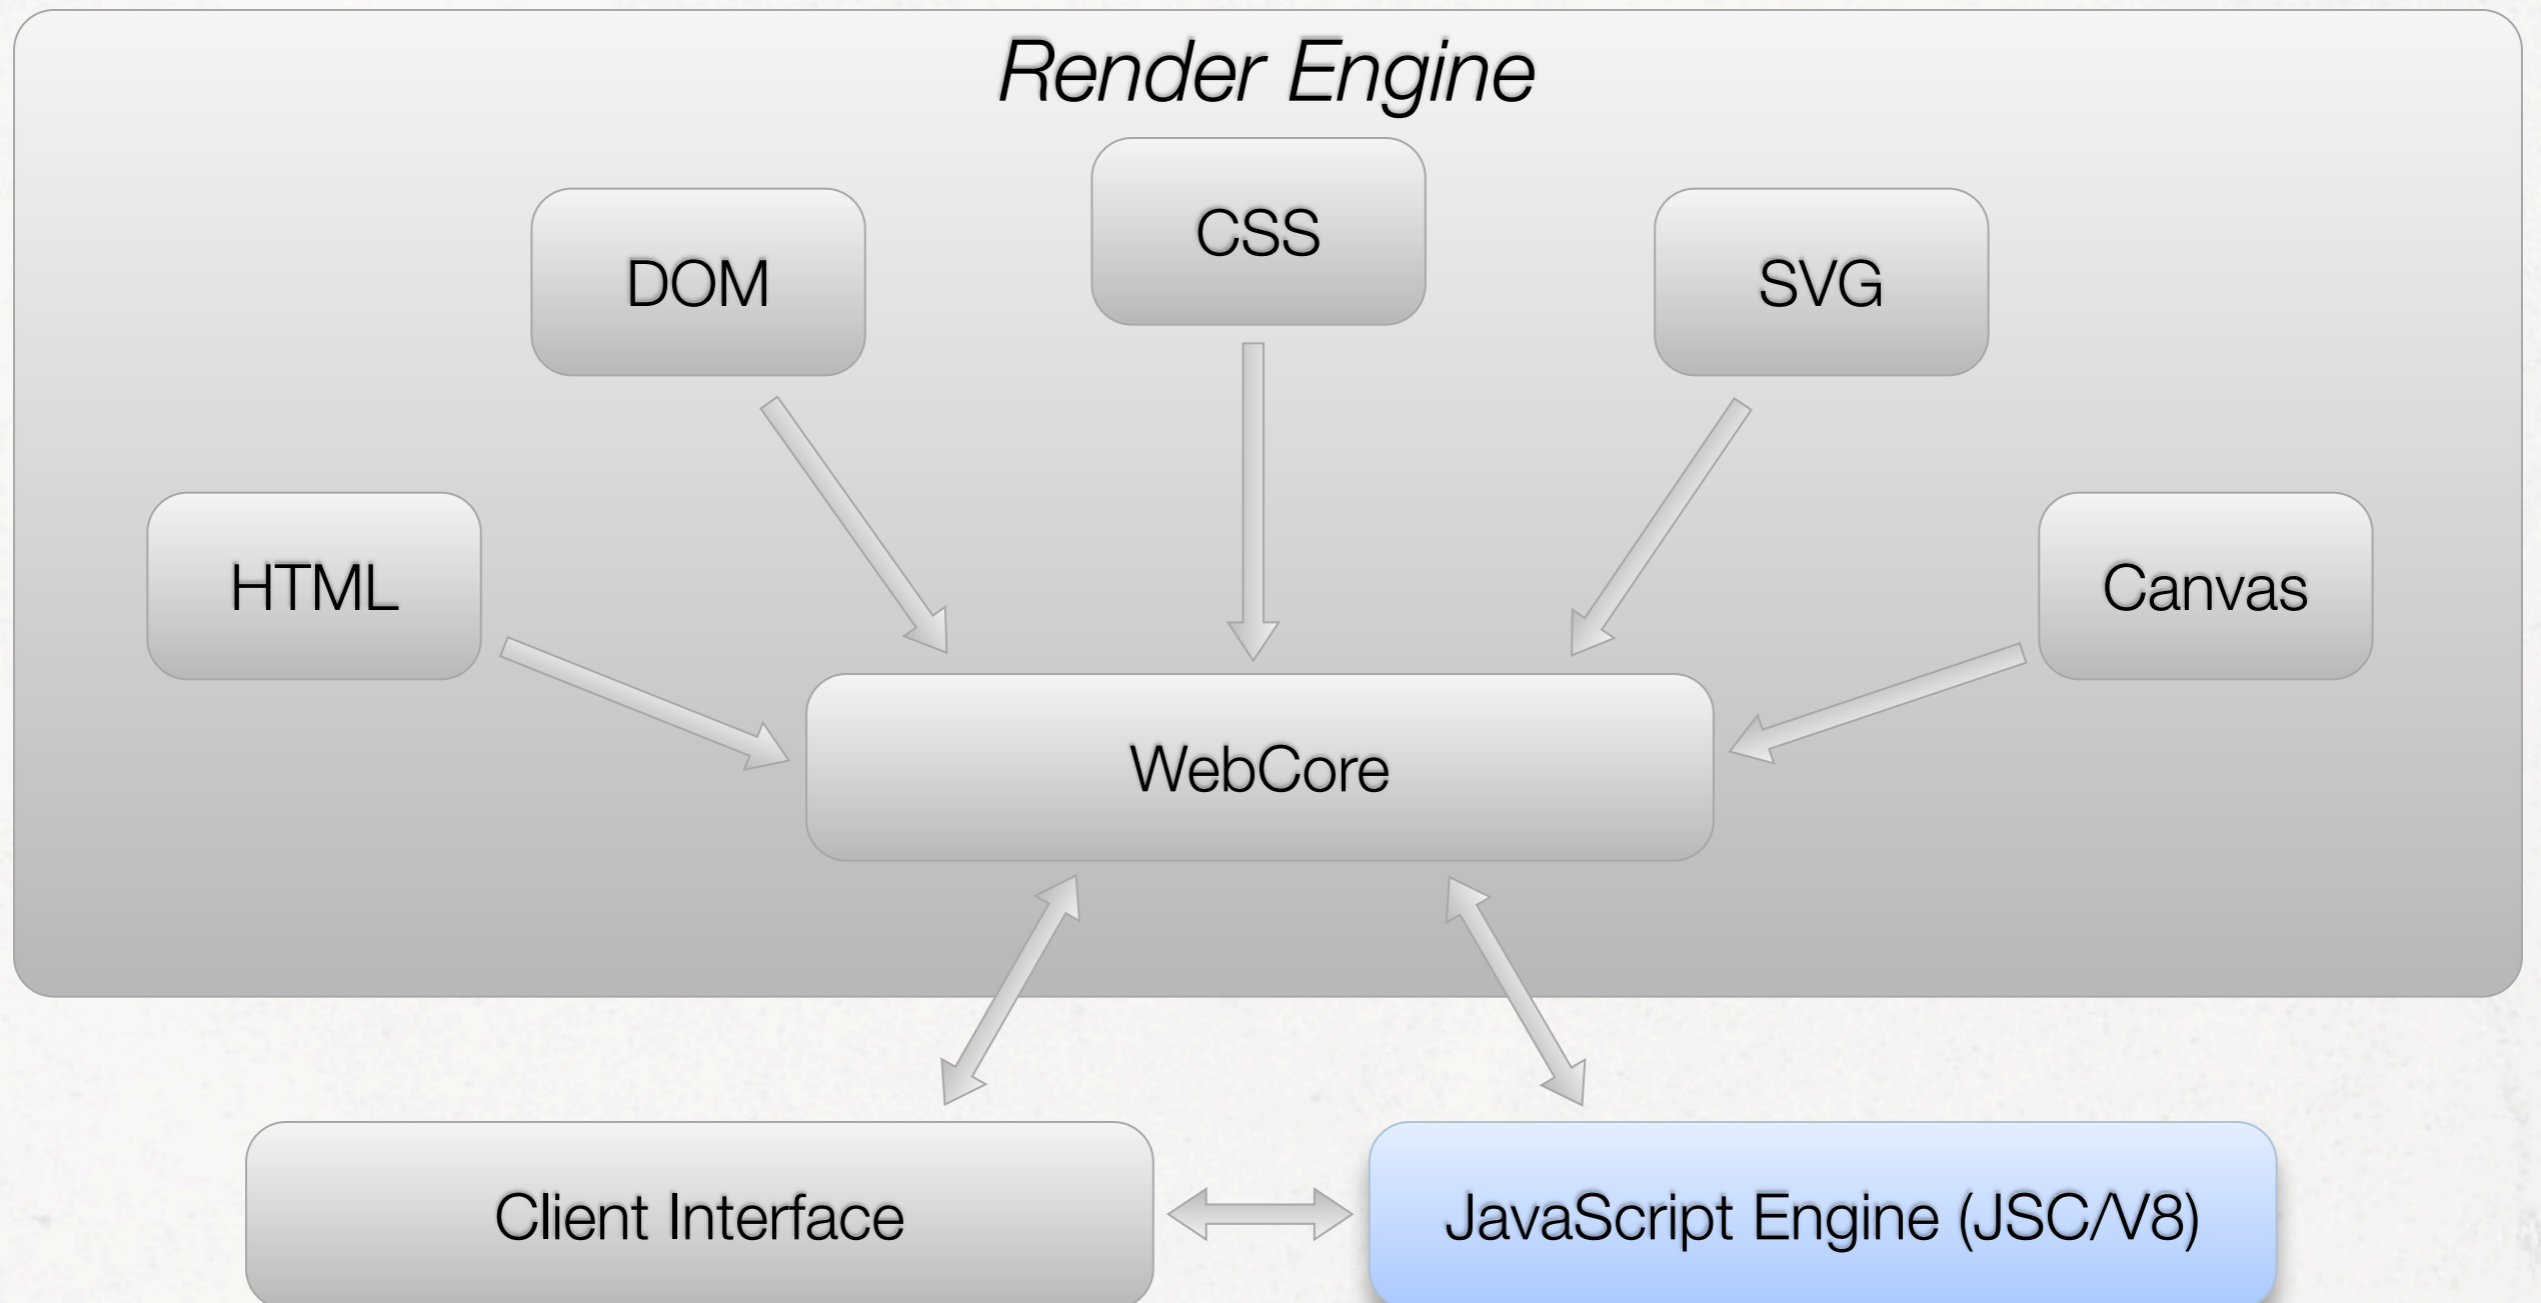 Render Engine
CSS
DOM
SVG
HTML
Canvas
WebCore
Client Interface
JavaScript Engine (JSC/V8)